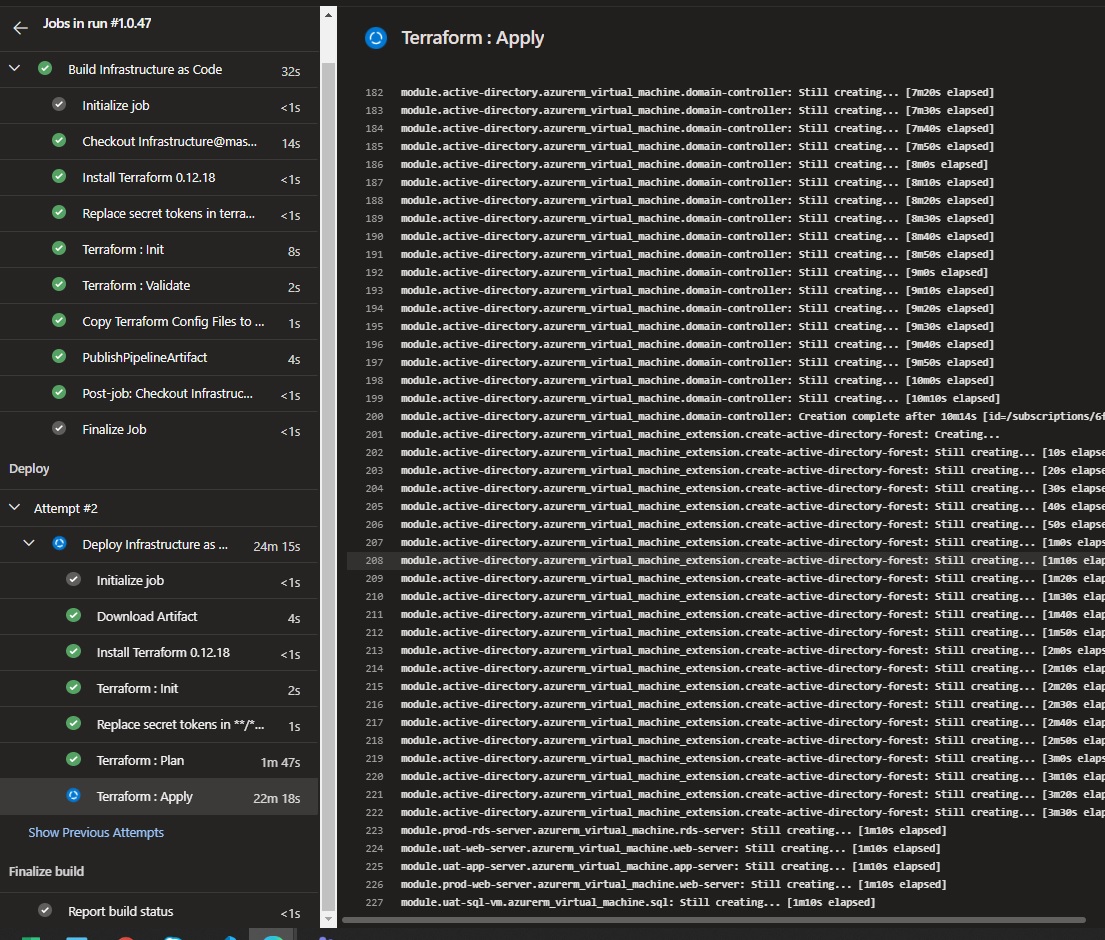 Jobs in run #1.0.47
Build Infrastructure as Code 32s
Initialize job <1s
Checkout Infrastructure@mas... 14s
Install Terraform 0.12.18 <1s
Replace secret tokens in terra... <1s
Terraform : Init 8s
Terraform : Validate 2s
Copy Terraform Config Files to ... 1s
PublishPipelineArtifact 4s
Post-job: Checkout Infrastruc... <1s
Finalize Job <1s
Deploy
Attempt #2
Deploy Infrastructure as ... 24m 15s
Initialize job <1s
Download Artifact 4s
Install Terraform 0.12.18 <1s
Terraform : Init 2s
Replace secret tokens in **/*... 1s
Terraform : Plan 1m 47s
Terraform : Apply 22m 18s
Show Previous Attempts
Finalize build
Report build status <1s
Terraform : Apply
182 module.active-directory.azurerm_virtual_machine.domain-controller: Still creating... [7m20s elapsed]
183 module.active-directory.azurerm_virtual_machine.domain-controller: Still creating... [7m30s elapsed]
184 module.active-directory.azurerm_virtual_machine.domain-controller: Still creating... [7m40s elapsed]
185 module.active-directory.azurerm_virtual_machine.domain-controller: Still creating... [7m50s elapsed]
186 module.active-directory.azurerm_virtual_machine.domain-controller: Still creating... [8m0s elapsed]
187 module.active-directory.azurerm_virtual_machine.domain-controller: Still creating... [8m10s elapsed]
188 module.active-directory.azurerm_virtual_machine.domain-controller: Still creating... [8m20s elapsed]
189 module.active-directory.azurerm_virtual_machine.domain-controller: Still creating... [8m30s elapsed]
190 module.active-directory.azurerm_virtual_machine.domain-controller: Still creating... [8m40s elapsed]
191 module.active-directory.azurerm_virtual_machine.domain-controller: Still creating... [8m50s elapsed]
192 module.active-directory.azurerm_virtual_machine.domain-controller: Still creating... [9m0s elapsed]
193 module.active-directory.azurerm_virtual_machine.domain-controller: Still creating... [9m10s elapsed]
194 module.active-directory.azurerm_virtual_machine.domain-controller: Still creating... [9m20s elapsed]
195 module.active-directory.azurerm_virtual_machine.domain-controller: Still creating... [9m30s elapsed]
196 module.active-directory.azurerm_virtual_machine.domain-controller: Still creating... [9m40s elapsed]
197 module.active-directory.azurerm_virtual_machine.domain-controller: Still creating... [9m50s elapsed]
198 module.active-directory.azurerm_virtual_machine.domain-controller: Still creating... [10m0s elapsed]
199 module.active-directory.azurerm_virtual_machine.domain-controller: Still creating... [10m10s elapsed]
200 module.active-directory.azurerm_virtual_machine.domain-controller: Creation complete after 10m14s [id=/subscriptions/6f
201 module.active-directory.azurerm_virtual_machine_extension.create-active-directory-forest: Creating...
202 module.active-directory.azurerm_virtual_machine_extension.create-active-directory-forest: Still creating... [10s elapse
203 module.active-directory.azurerm_virtual_machine_extension.create-active-directory-forest: Still creating... [20s elapse
204 module.active-directory.azurerm_virtual_machine_extension.create-active-directory-forest: Still creating... [30s elapse
205 module.active-directory.azurerm_virtual_machine_extension.create-active-directory-forest: Still creating... [40s elapse
206 module.active-directory.azurerm_virtual_machine_extension.create-active-directory-forest: Still creating... [50s elapse
207 module.active-directory.azurerm_virtual_machine_extension.create-active-directory-forest: Still creating... [1m0s elaps
208 module.active-directory.azurerm_virtual_machine_extension.create-active-directory-forest: Still creating... [1m10s elap
209 module.active-directory.azurerm_virtual_machine_extension.create-active-directory-forest: Still creating... [1m20s elap
210 module.active-directory.azurerm_virtual_machine_extension.create-active-directory-forest: Still creating... [1m30s elap
211 module.active-directory.azurerm_virtual_machine_extension.create-active-directory-forest: Still creating... [1m40s elap
212 module.active-directory.azurerm_virtual_machine_extension.create-active-directory-forest: Still creating... [1m50s elap
213 module.active-directory.azurerm_virtual_machine_extension.create-active-directory-forest: Still creating... [2m0s elaps
214 module.active-directory.azurerm_virtual_machine_extension.create-active-directory-forest: Still creating... [2m10s elap
215 module.active-directory.azurerm_virtual_machine_extension.create-active-directory-forest: Still creating... [2m20s elap
216 module.active-directory.azurerm_virtual_machine_extension.create-active-directory-forest: Still creating... [2m30s elap
217 module.active-directory.azurerm_virtual_machine_extension.create-active-directory-forest: Still creating... [2m40s elap
218 module.active-directory.azurerm_virtual_machine_extension.create-active-directory-forest: Still creating... [2m50s elap
219 module.active-directory.azurerm_virtual_machine_extension.create-active-directory-forest: Still creating... [3m0s elaps
220 module.active-directory.azurerm_virtual_machine_extension.create-active-directory-forest: Still creating... [3m10s elap
221 module.active-directory.azurerm_virtual_machine_extension.create-active-directory-forest: Still creating... [3m20s elap
222 module.active-directory.azurerm_virtual_machine_extension.create-active-directory-forest: Still creating... [3m30s elap
223 module.prod-rds-server.azurerm_virtual_machine.rds-server: Still creating... [1m10s elapsed]
224 module.uat-web-server.azurerm_virtual_machine.web-server: Still creating... [1m10s elapsed]
225 module.uat-app-server.azurerm_virtual_machine.app-server: Still creating... [1m10s elapsed]
226 module.prod-web-server.azurerm_virtual_machine.web-server: Still creating... [1m10s elapsed]
227 module.uat-sql-vm.azurerm_virtual_machine.sql: Still creating... [1m10s elapsed]